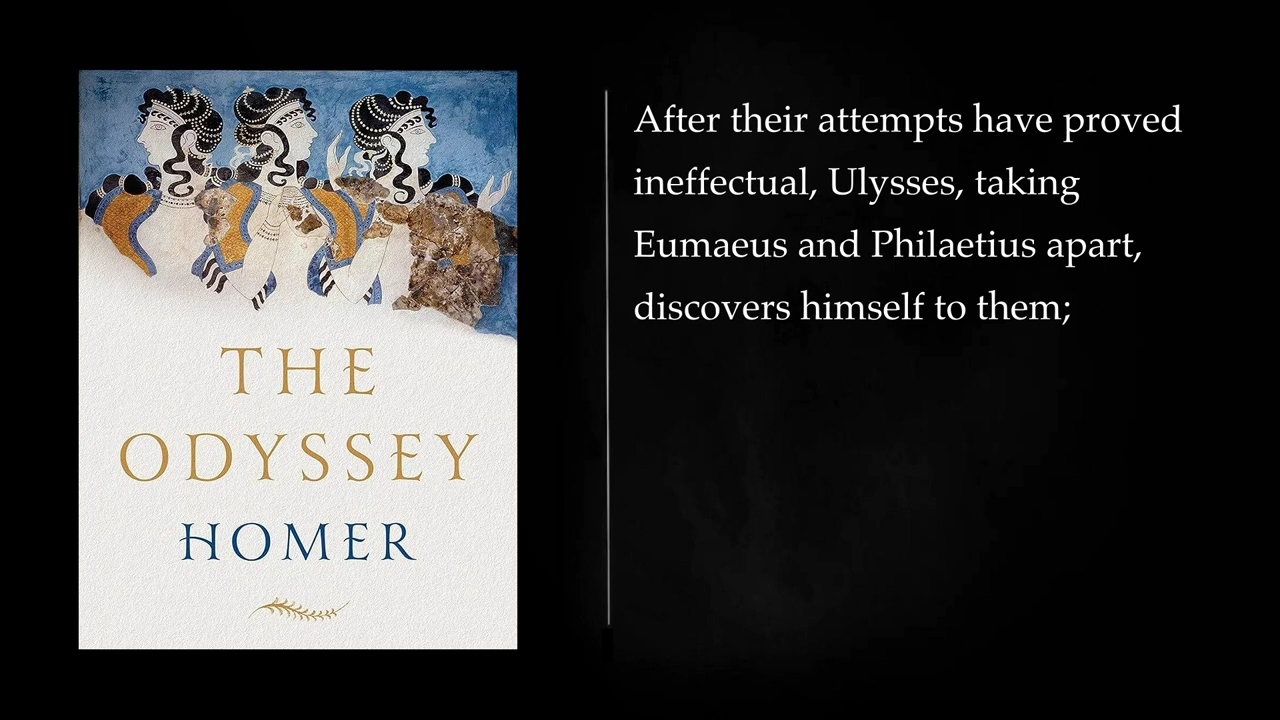 THE
ODYSSEY
HOMER
After their attempts have proved
ineffectual, Ulysses, taking
Eumaeus and Philaetius apart,
discovers himself to them;